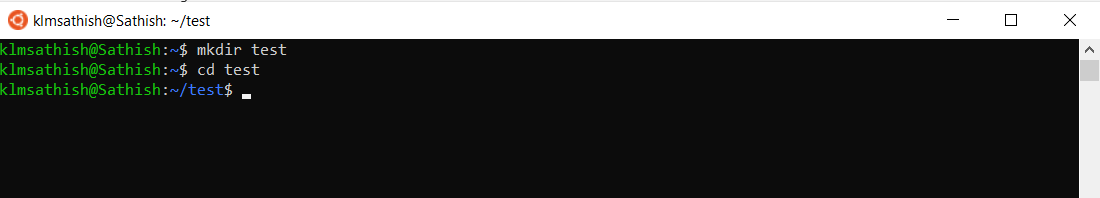 klmsathish@Sathish: ~/test
klmsathish@Sathish:~$ mkdir test
klmsathish@Sathish:~$ cd test
klmsathish@Sathish:~/test$